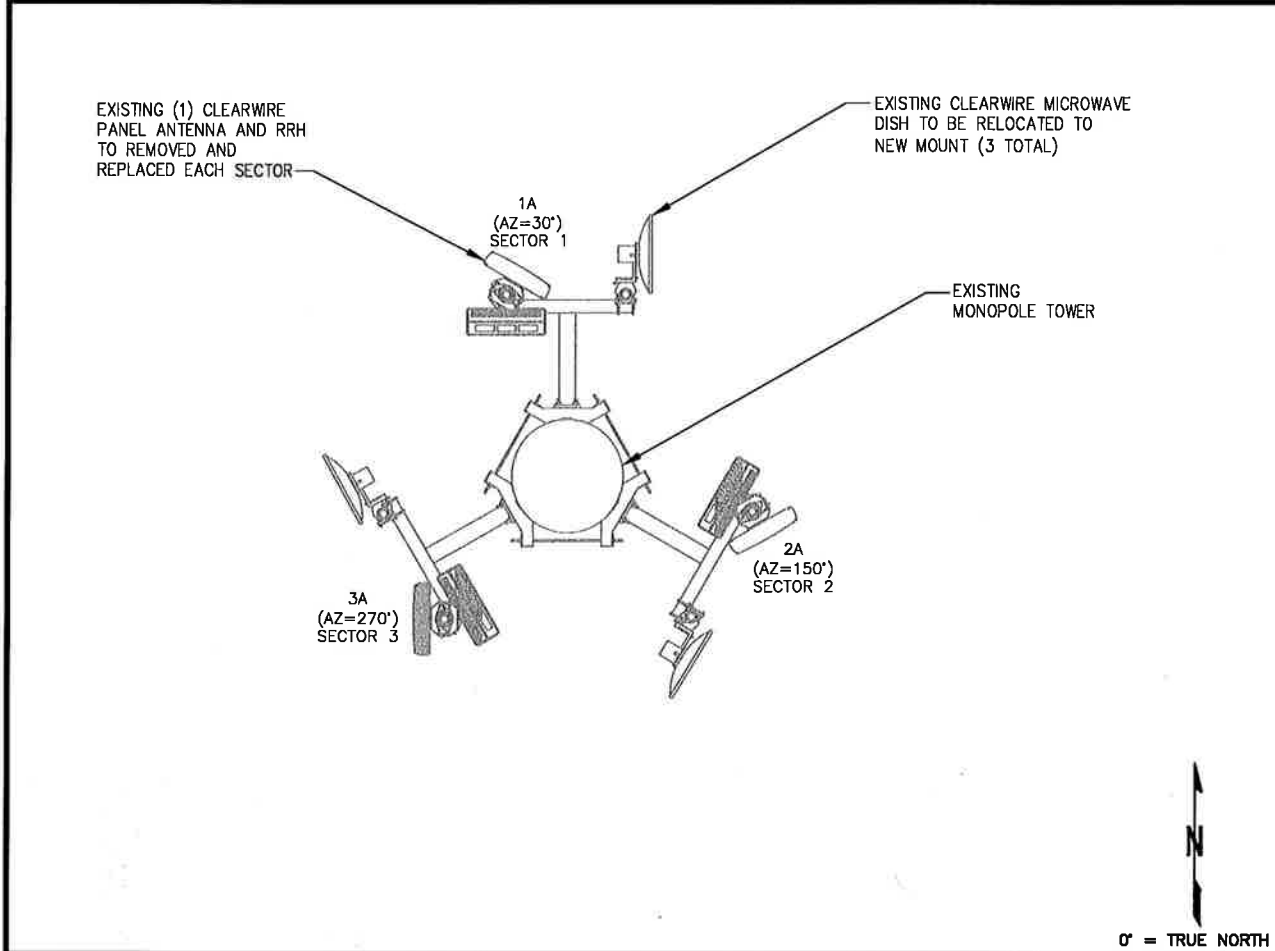 EXISTING (1) CLEARWIRE
PANEL ANTENNA AND RRH
TO REMOVED AND
REPLACED EACH SECTOR
EXISTING CLEARWIRE MICROWAVE
DISH TO BE RELOCATED TO
NEW MOUNT (3 TOTAL)
1A
(AZ=30°)
SECTOR 1
EXISTING
MONOPOLE TOWER
2A
(AZ=150°)
SECTOR 2
3A
(AZ=270°)
SECTOR 3
N
0° = TRUE NORTH